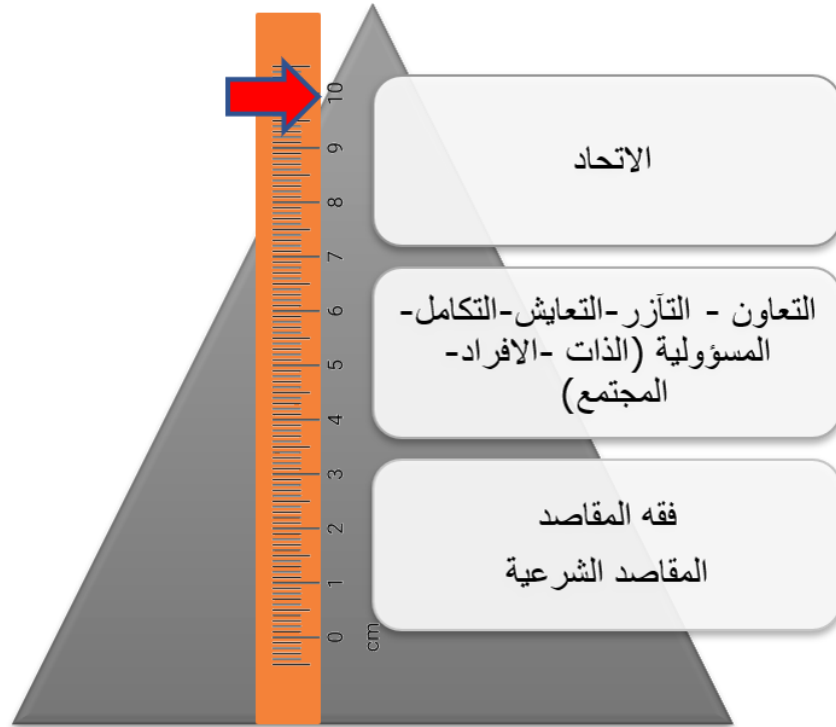 الاتحاد
التعاون - التآزر-التعايش-التكامل-
المسؤولية (الذات -الافراد-
المجتمع)
فقه المقاصد
المقاصد الشرعية
10
9
8
7
6
5
4
3
2
1
0
cm